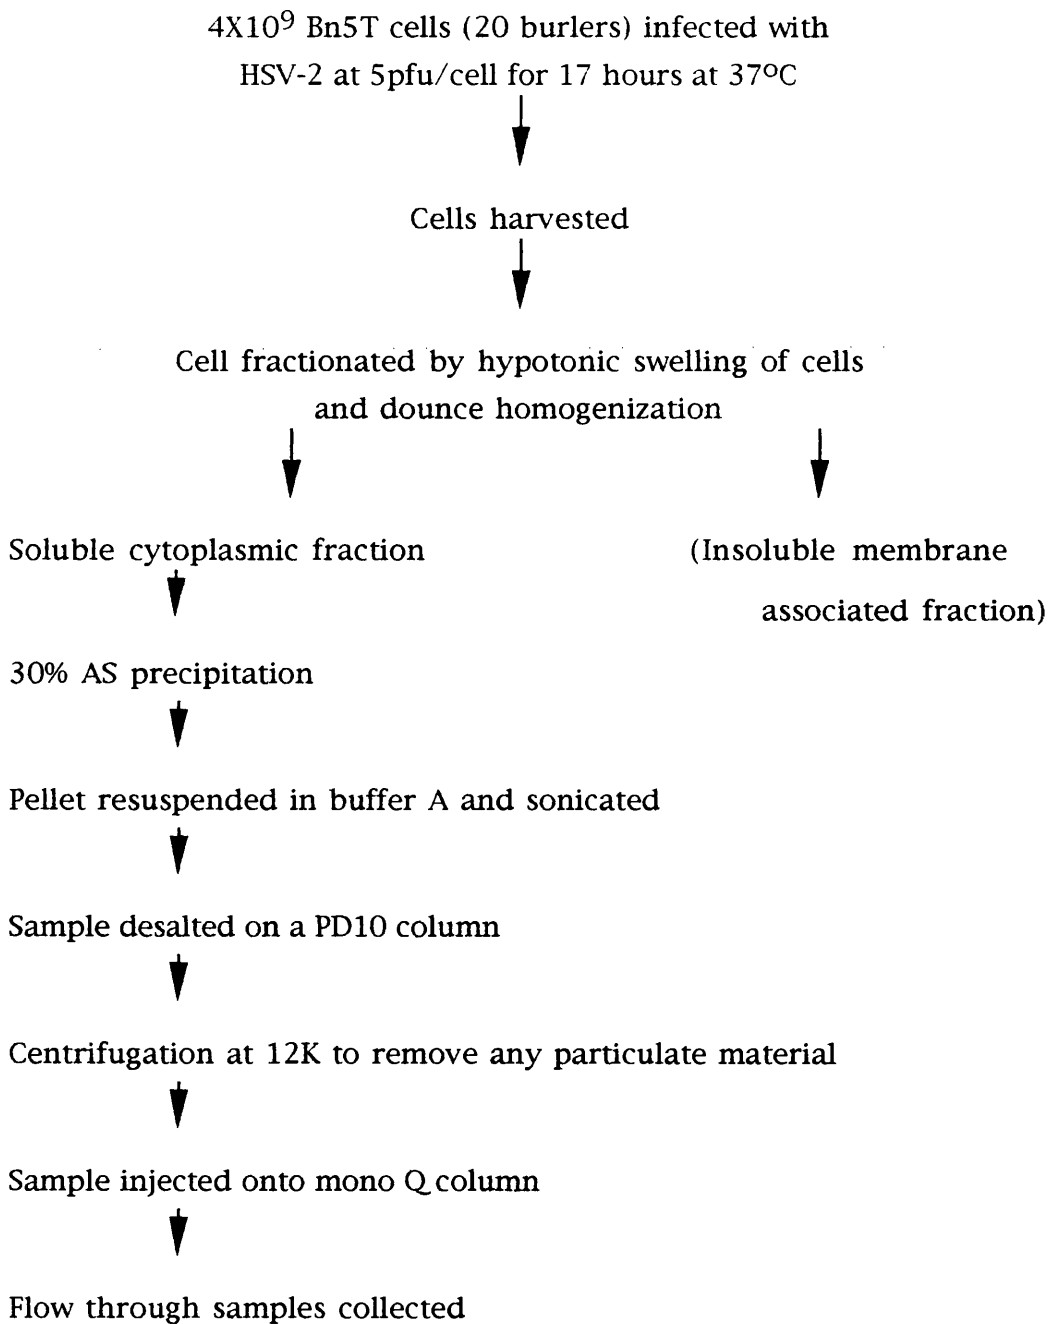 4X10⁹ Bn5T cells (20 burlers) infected with
HSV-2 at 5pfu/cell for 17 hours at 37ºC
Cells harvested
Cell fractionated by hypotonic swelling of cells
and dounce homogenization
Soluble cytoplasmic fraction
(Insoluble membrane
associated fraction)
30% AS precipitation
Pellet resuspended in buffer A and sonicated
Sample desalted on a PD10 column
Centrifugation at 12K to remove any particulate material
Sample injected onto mono Q column
Flow through samples collected